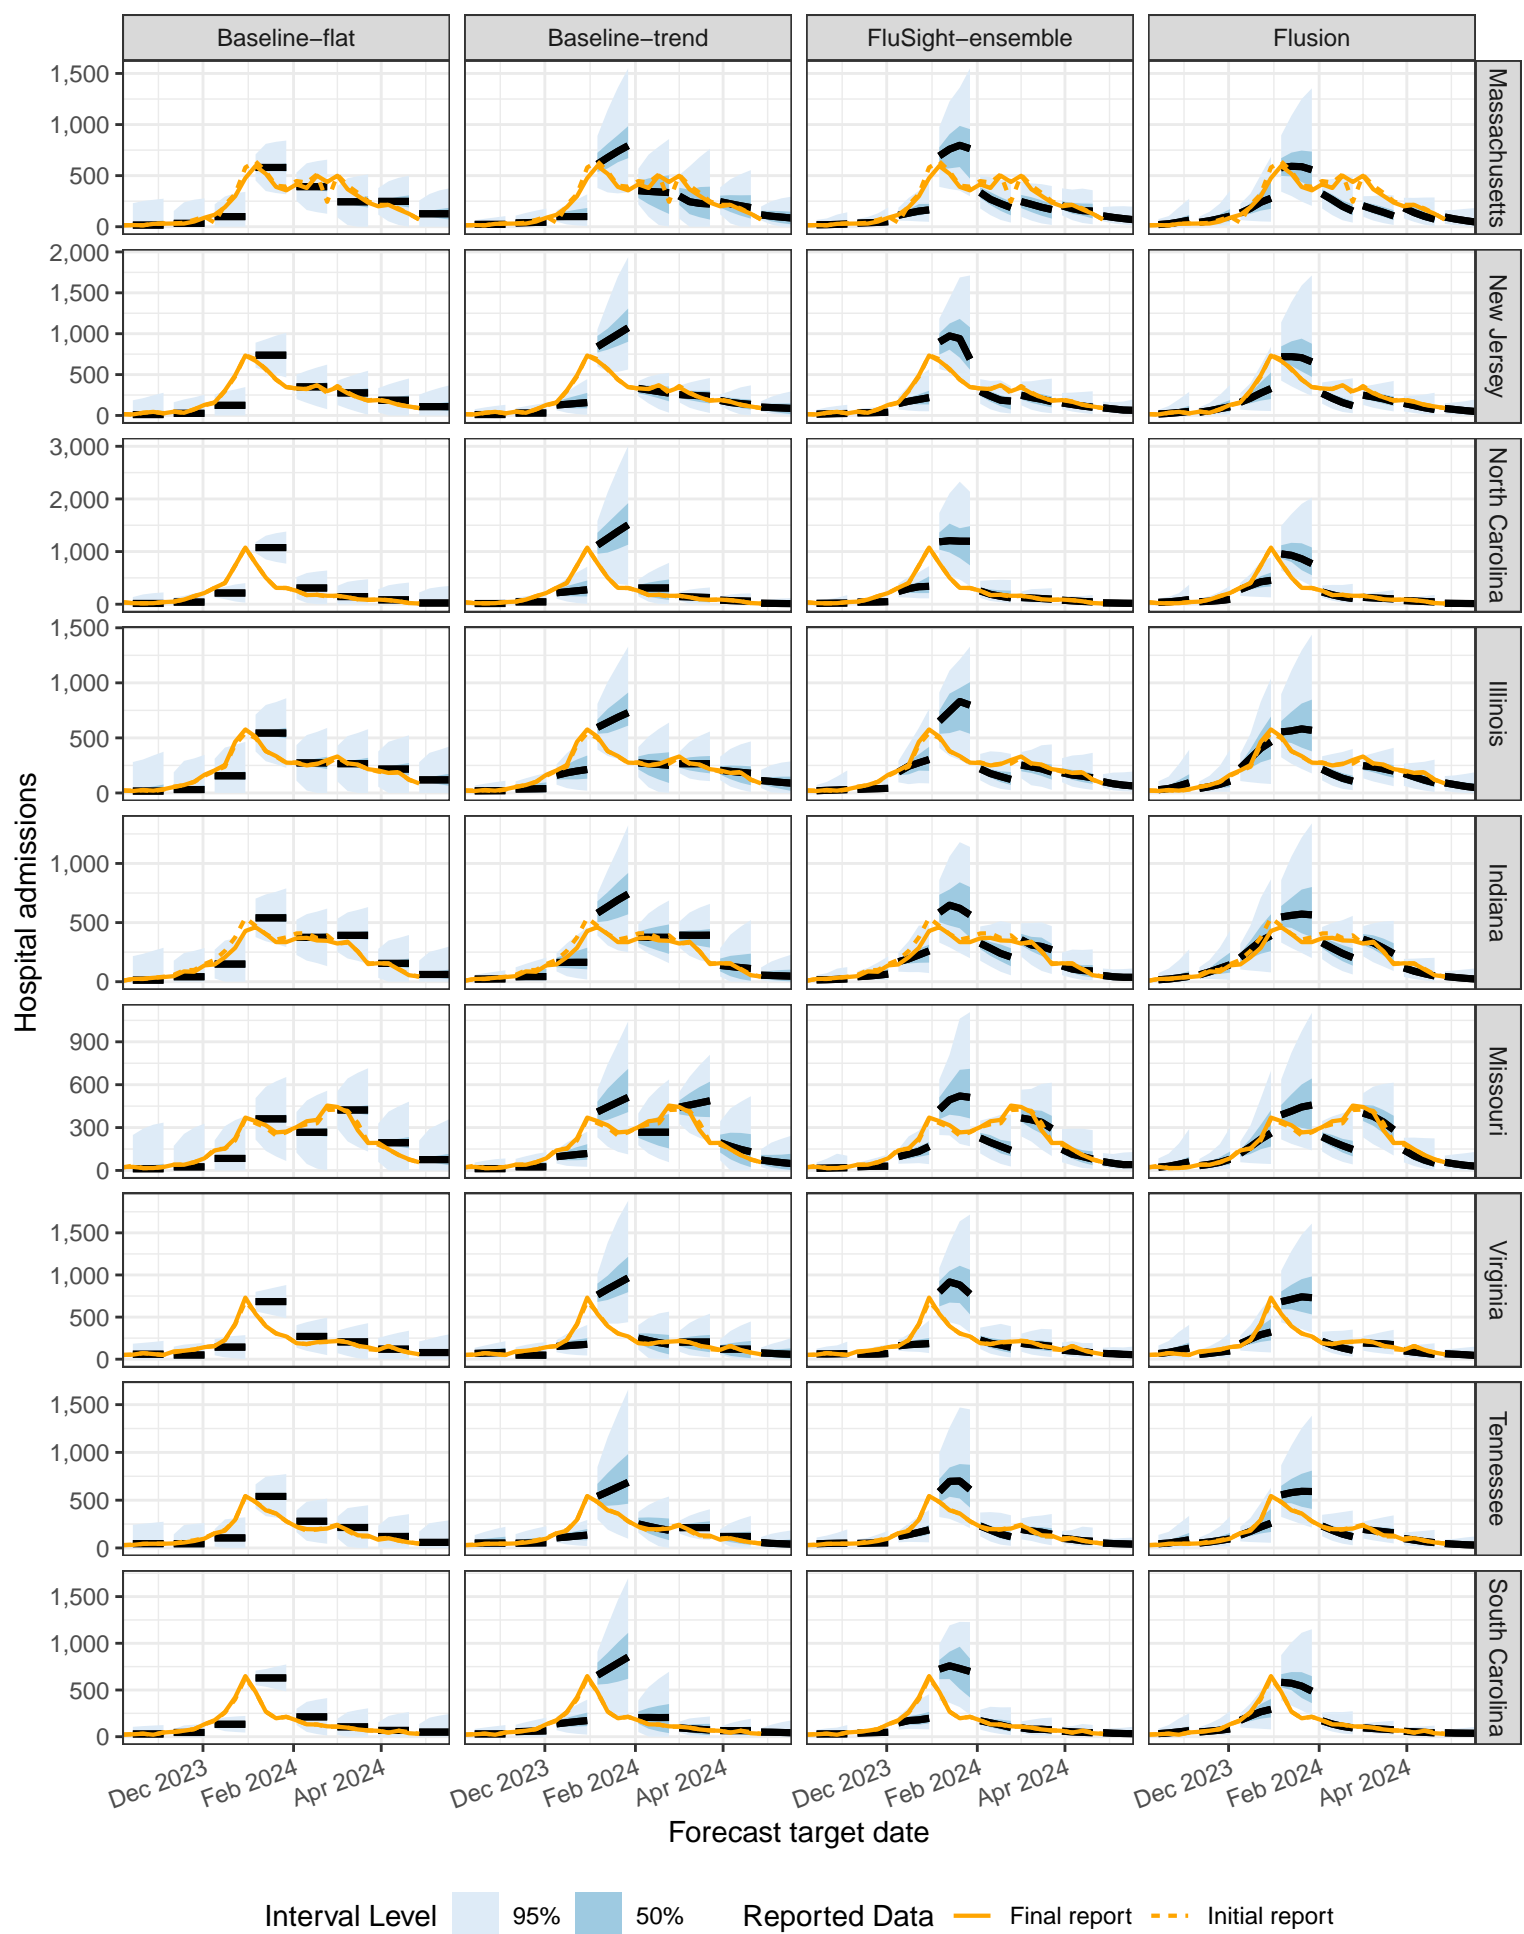 Baseline−flat Baseline−trend FluSight−ensemble Flusion
1,500
1,000
500
0
Massachusetts
2,000
1,500
1,000
500
0
New Jersey
3,000
2,000
1,000
0
North Carolina
1,500
1,000
500
0
Illinois
1,000
500
0
Indiana
900
600
300
0
Missouri
1,500
1,000
500
0
Virginia
1,500
1,000
500
0
Tennessee
1,500
1,000
500
0
South Carolina
Hospital admissions
Dec 2023 Feb 2024 Apr 2024 Dec 2023 Feb 2024 Apr 2024 Dec 2023 Feb 2024 Apr 2024 Dec 2023 Feb 2024 Apr 2024
Forecast target date
Interval Level 95% 50% Reported Data Final report Initial report